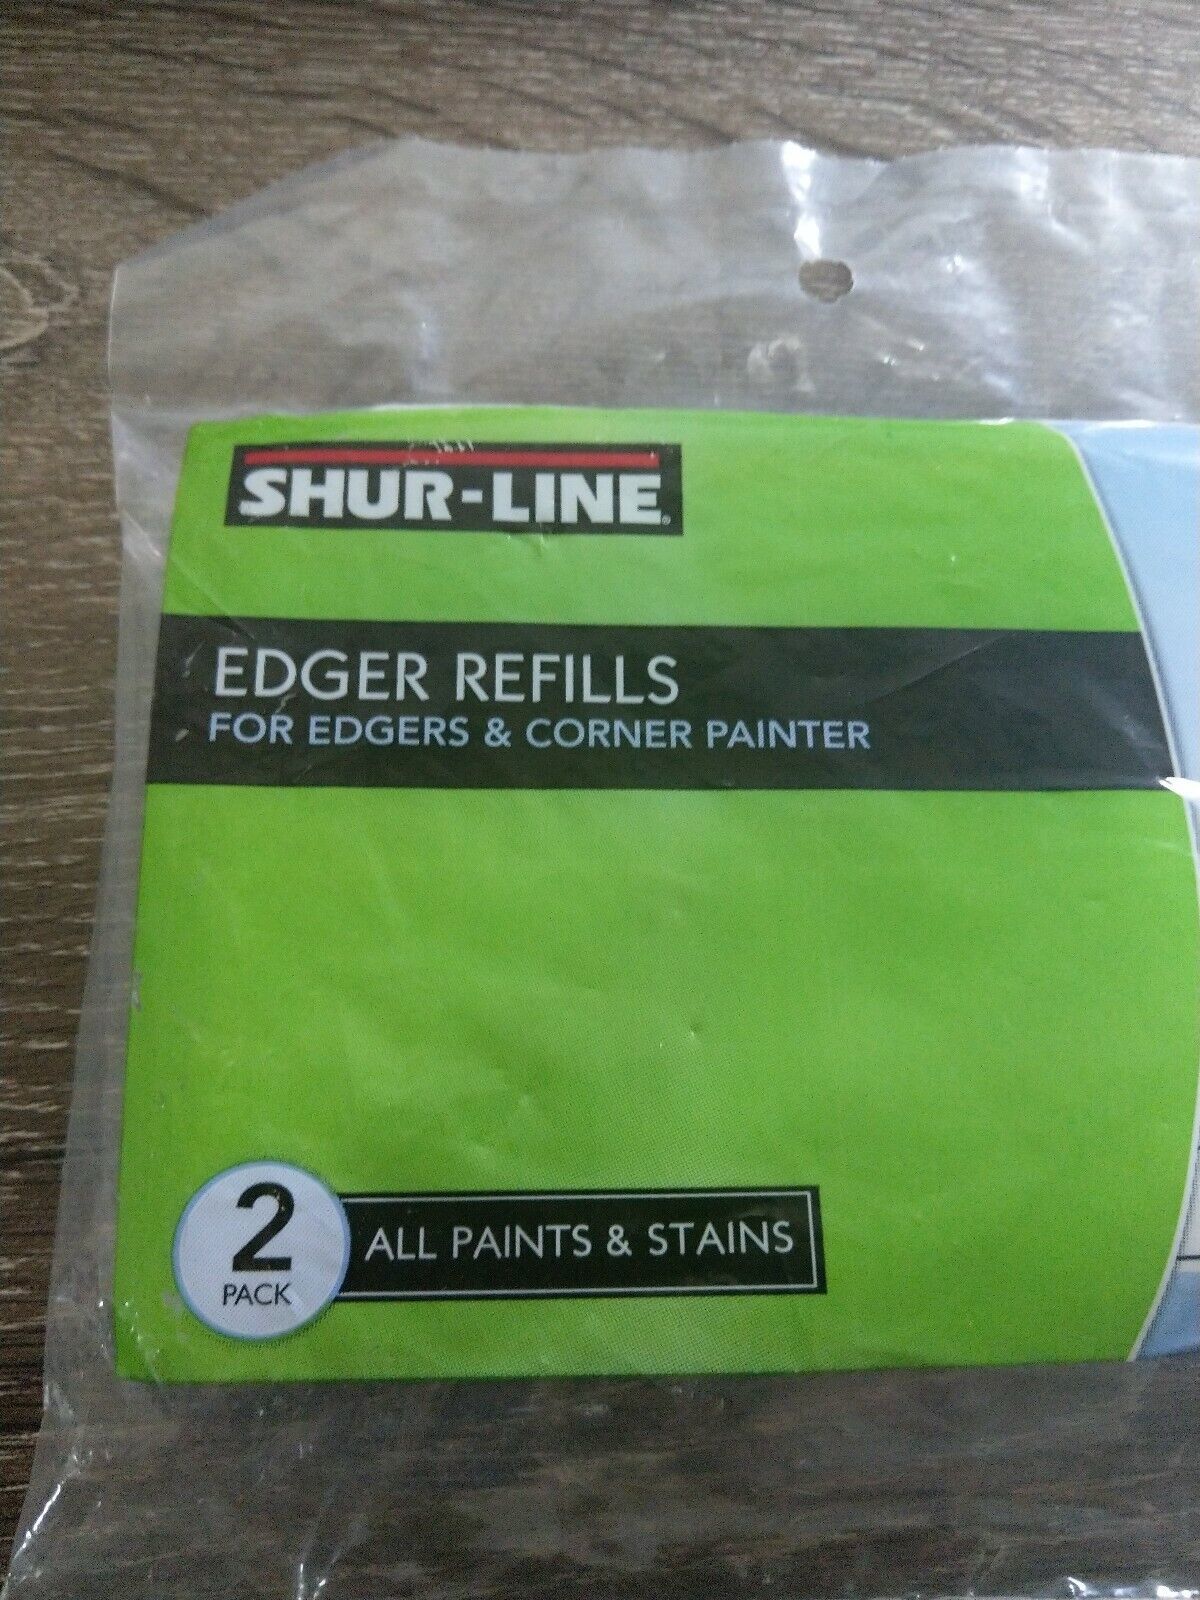 SHUR-LINE®
EDGER REFILLS
FOR EDGERS & CORNER PAINTER
2
PACK
ALL PAINTS & STAINS